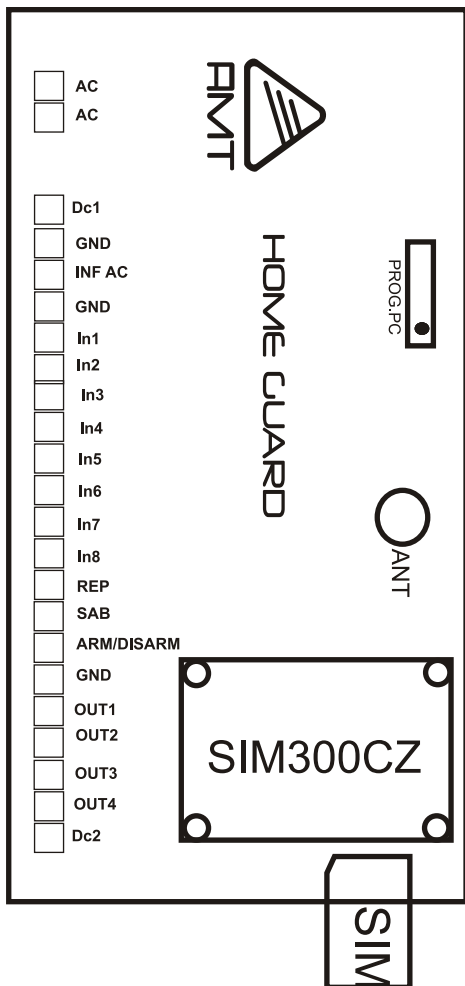 AC
AC
Dc1
GND
INF AC
GND
In1
In2
In3
In4
In5
In6
In7
In8
REP
SAB
ARM/DISARM
GND
OUT1
OUT2
OUT3
OUT4
Dc2
AMT
HOME GUARD
PROG.PC
ANT
SIM300CZ
SIM